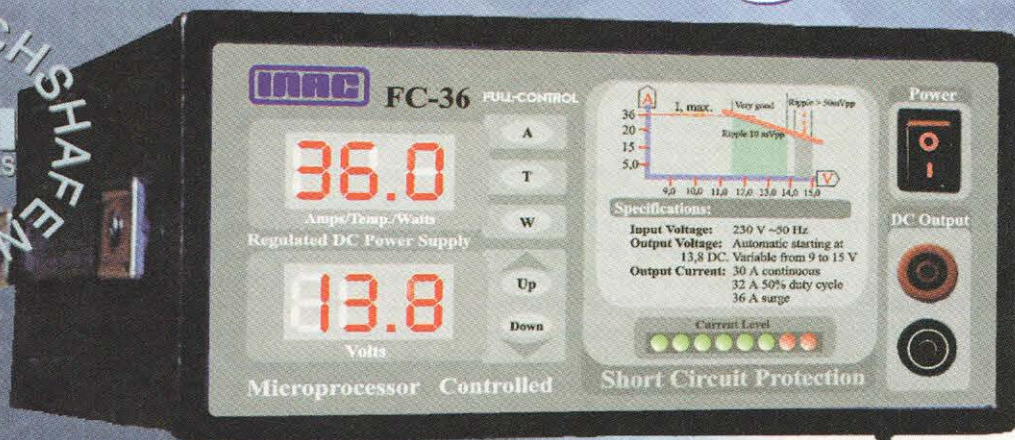 CHSHAFEN
INAC FC-36 FULL-CONTROL
36.0
Amps/Temp./Watts
Regulated DC Power Supply
13.8
Volts
Microprocessor Controlled
A
T
W
Up
Down
A
I, max.
Very good
Ripple > 50mVpp
Ripple 10 mVpp
36
20
15
5,0
9,0 10,0 11,0 12,0 13,0 14,0 15,0
V
Specifications:
Input Voltage: 230 V ~50 Hz
Output Voltage: Automatic starting at
13,8 DC. Variable from 9 to 15 V
Output Current: 30 A continuous
32 A 50% duty cycle
36 A surge
Current Level
Short Circuit Protection
Power
O
I
DC Output